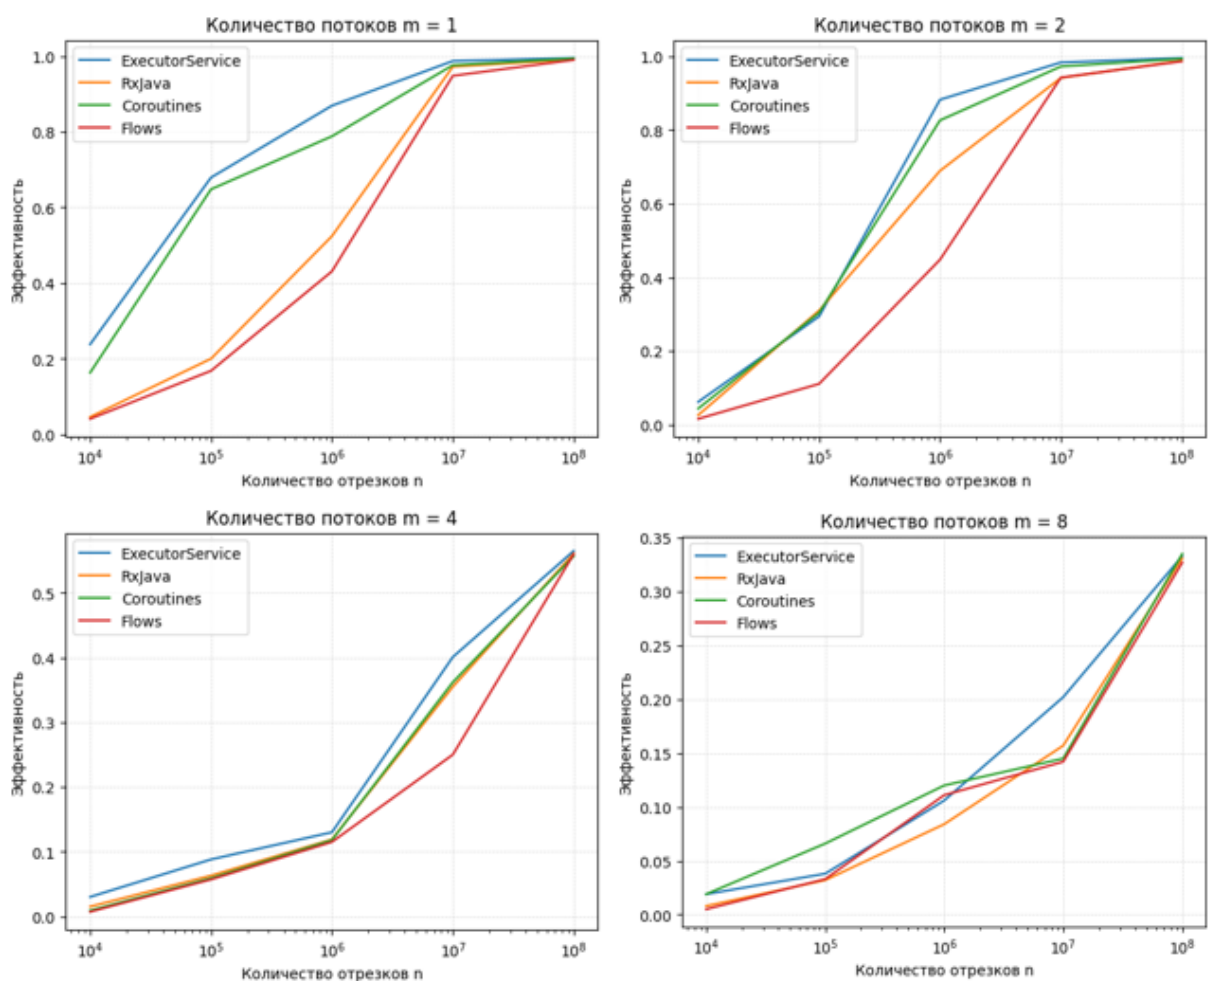 Количество потоков m = 1
ExecutorService
RxJava
Coroutines
Flows
Эффективность
1.0
0.8
0.6
0.4
0.2
0.0
10⁴ 10⁵ 10⁶ 10⁷ 10⁸
Количество отрезков n
Количество потоков m = 2
ExecutorService
RxJava
Coroutines
Flows
Эффективность
1.0
0.8
0.6
0.4
0.2
0.0
10⁴ 10⁵ 10⁶ 10⁷ 10⁸
Количество отрезков n
Количество потоков m = 4
ExecutorService
RxJava
Coroutines
Flows
Эффективность
0.5
0.4
0.3
0.2
0.1
0.0
10⁴ 10⁵ 10⁶ 10⁷ 10⁸
Количество отрезков n
Количество потоков m = 8
ExecutorService
RxJava
Coroutines
Flows
Эффективность
0.35
0.30
0.25
0.20
0.15
0.10
0.05
0.00
10⁴ 10⁵ 10⁶ 10⁷ 10⁸
Количество отрезков n